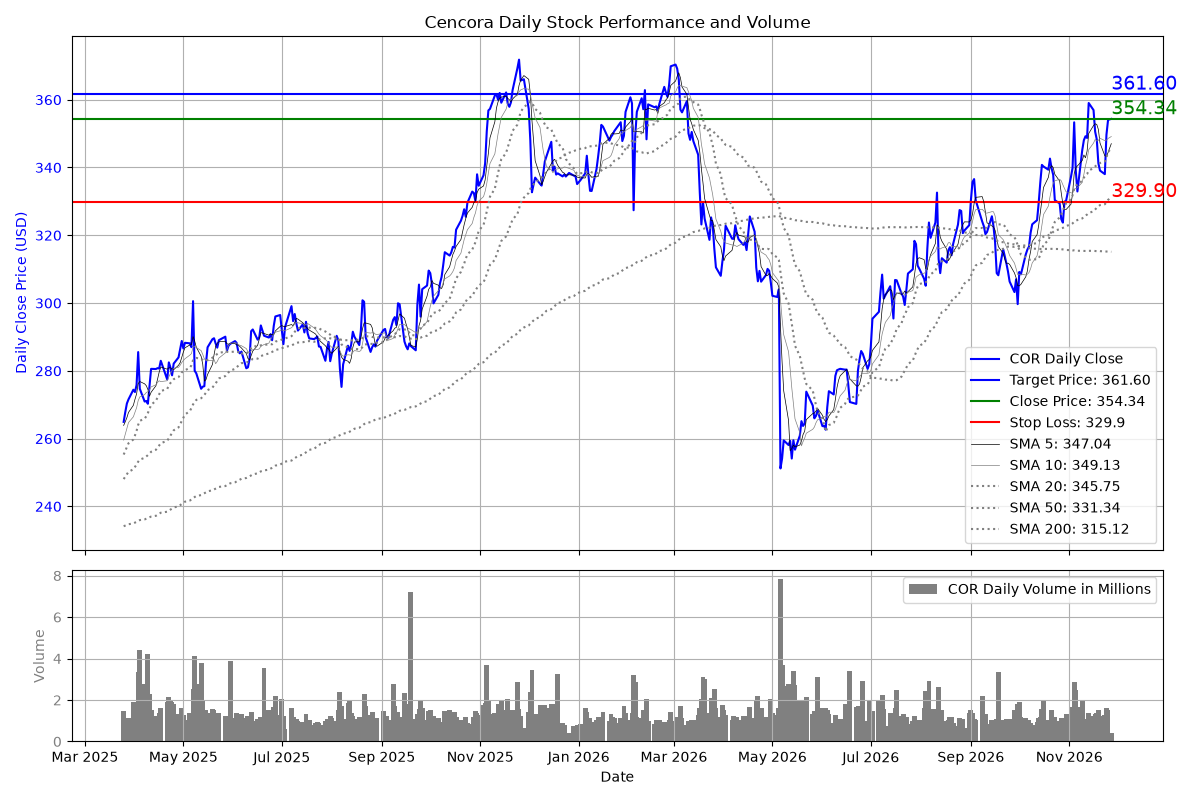 Cencora Daily Stock Performance and Volume
Daily Close Price (USD)
360
340
320
300
280
260
240
361.60
354.34
329.90
COR Daily Close
Target Price: 361.60
Close Price: 354.34
Stop Loss: 329.9
SMA 5: 347.04
SMA 10: 349.13
SMA 20: 345.75
SMA 50: 331.34
SMA 200: 315.12
Volume
8
6
4
2
0
COR Daily Volume in Millions
Mar 2025 May 2025 Jul 2025 Sep 2025 Nov 2025 Jan 2026 Mar 2026 May 2026 Jul 2026 Sep 2026 Nov 2026
Date